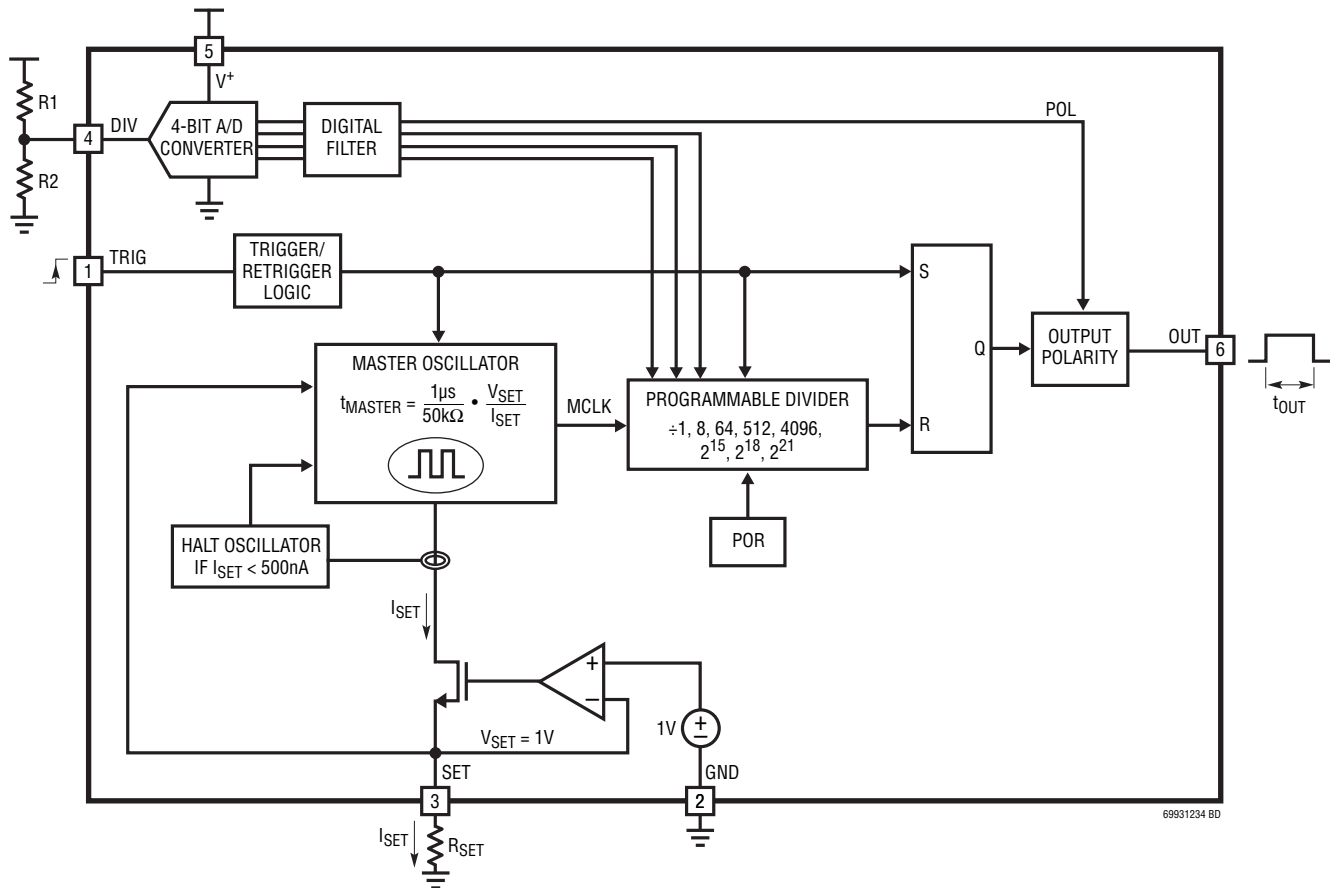 5
V+
R1
4
DIV
4-BIT A/D
CONVERTER
DIGITAL
FILTER
POL
R2
1
TRIG
TRIGGER/
RETRIGGER
LOGIC
S
Q
R
OUTPUT
POLARITY
OUT
6
tOUT
MASTER OSCILLATOR
tMASTER = 1µs/50kΩ • VSET/ISET
MCLK
PROGRAMMABLE DIVIDER
÷1, 8, 64, 512, 4096,
2^15, 2^18, 2^21
POR
HALT OSCILLATOR
IF ISET < 500nA
ISET
+
–
1V
+
–
VSET = 1V
SET
GND
3
2
ISET
RSET
69931234 BD